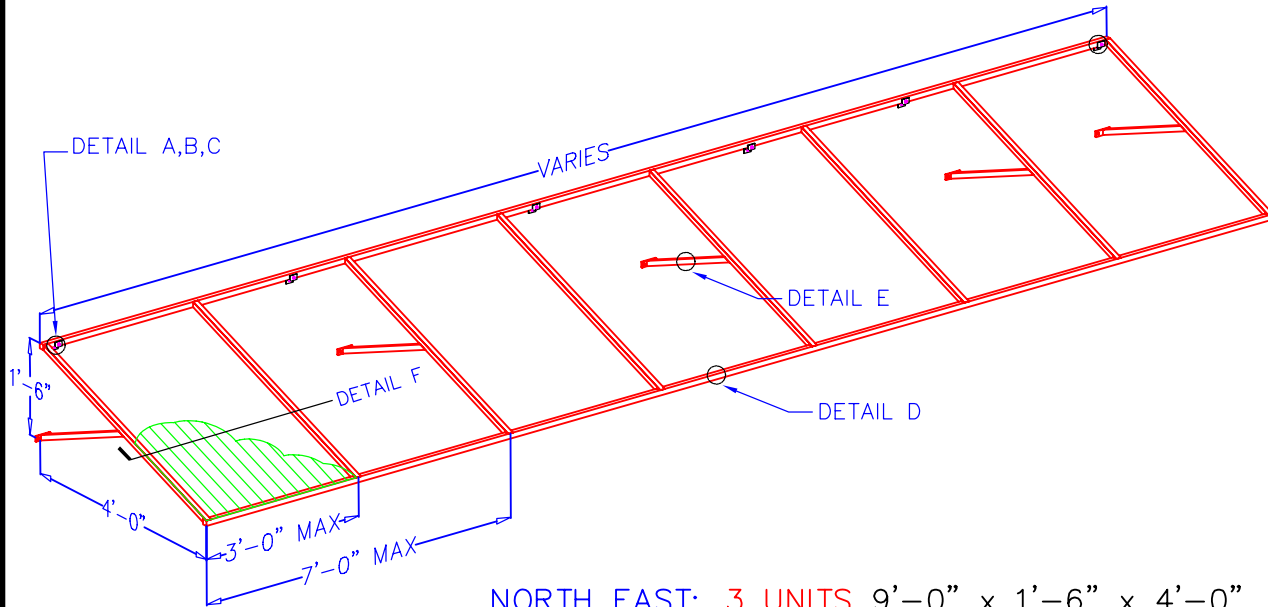 VARIES
DETAIL A,B,C
DETAIL E
DETAIL F
DETAIL D
1'-6"
4'-0"
3'-0" MAX
7'-0" MAX
NORTH EAST: 3 UNITS 9'-0" x 1'-6" x 4'-0"